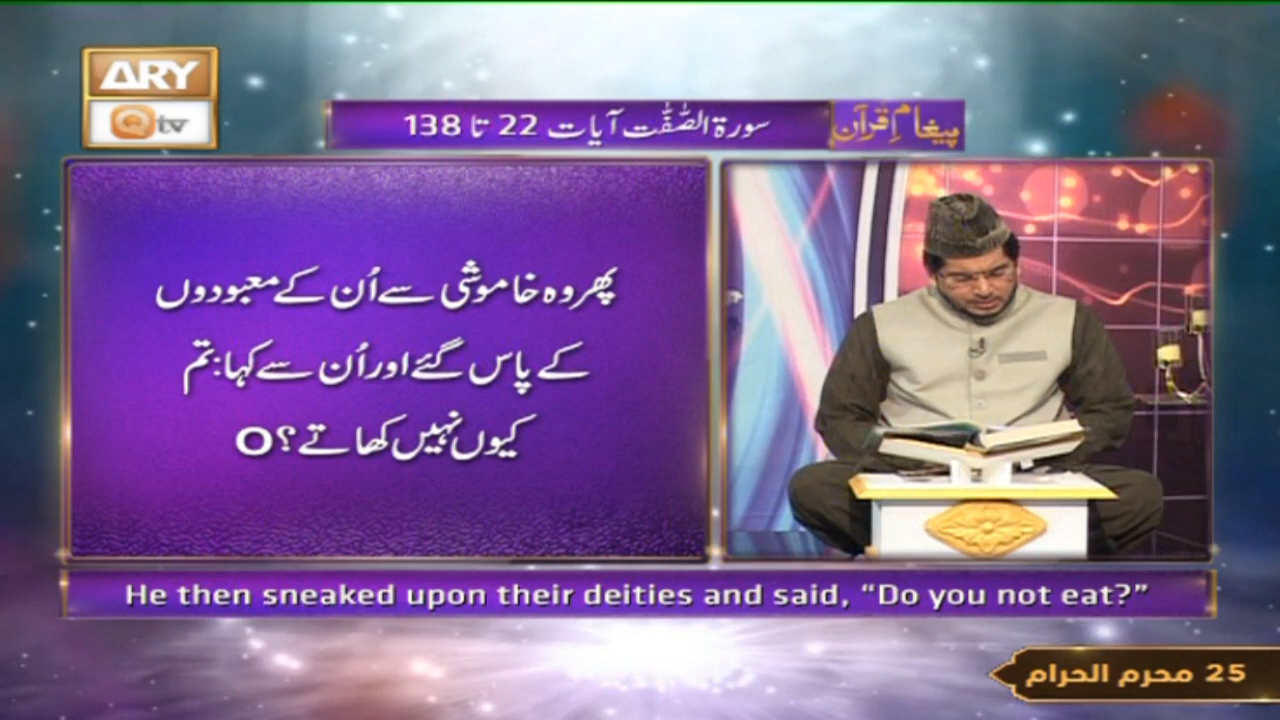 ARY
Qtv
پیغامِ قرآن
سورۃ الصّٰفّٰت آیات 22 تا 138
پھر وہ خاموشی سے اُن کے معبودوں
کے پاس گئے اور اُن سے کہا: تم
کیوں نہیں کھاتے؟O
He then sneaked upon their deities and said, “Do you not eat?”
25 محرم الحرام